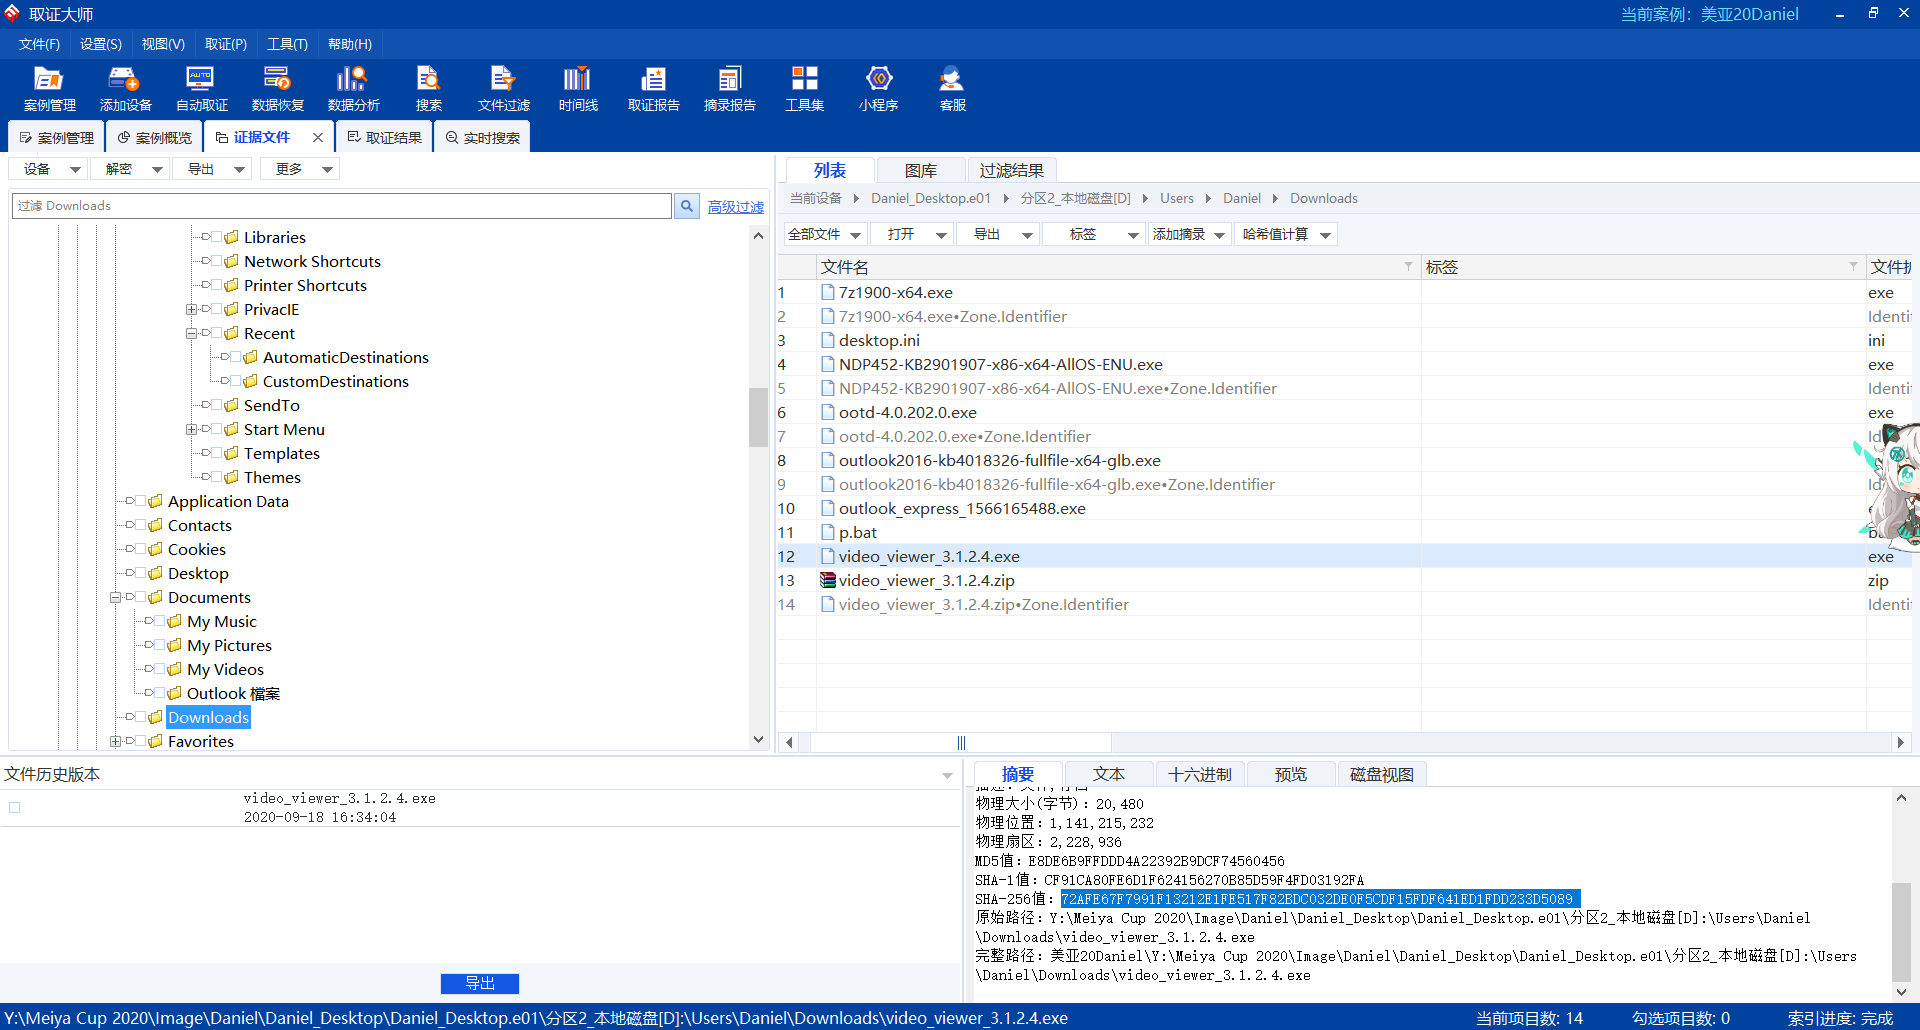 取证大师
当前案例：美亚20Daniel
文件(F) 设置(S) 视图(V) 取证(P) 工具(T) 帮助(H)
案例管理 添加设备 自动取证 数据恢复 数据分析 搜索 文件过滤 时间线 取证报告 摘录报告 工具集 小程序 客服
案例管理 案例概览 证据文件 取证结果 实时搜索
设备 解密 导出 更多
过滤 Downloads
高级过滤
Libraries
Network Shortcuts
Printer Shortcuts
PrivacIE
Recent
AutomaticDestinations
CustomDestinations
SendTo
Start Menu
Templates
Themes
Application Data
Contacts
Cookies
Desktop
Documents
My Music
My Pictures
My Videos
Outlook 檔案
Downloads
Favorites
列表 图库 过滤结果
当前设备 Daniel_Desktop.e01 分区2_本地磁盘[D] Users Daniel Downloads
全部文件 打开 导出 标签 添加摘录 哈希值计算
文件名 标签
1 7z1900-x64.exe exe
2 7z1900-x64.exe•Zone.Identifier Identif
3 desktop.ini ini
4 NDP452-KB2901907-x86-x64-AllOS-ENU.exe exe
5 NDP452-KB2901907-x86-x64-AllOS-ENU.exe•Zone.Identifier Identif
6 ootd-4.0.202.0.exe exe
7 ootd-4.0.202.0.exe•Zone.Identifier
8 outlook2016-kb4018326-fullfile-x64-glb.exe
9 outlook2016-kb4018326-fullfile-x64-glb.exe•Zone.Identifier
10 outlook_express_1566165488.exe
11 p.bat
12 video_viewer_3.1.2.4.exe exe
13 video_viewer_3.1.2.4.zip zip
14 video_viewer_3.1.2.4.zip•Zone.Identifier Identif
文件历史版本
video_viewer_3.1.2.4.exe
2020-09-18 16:34:04
导出
摘要 文本 十六进制 预览 磁盘视图
物理大小(字节)：20,480
物理位置：1,141,215,232
物理扇区：2,228,936
MD5值：E8DE6B9FFDDD4A22392B9DCF74560456
SHA-1值：CF91CA80FE6D1F624156270B85D59F4FD03192FA
SHA-256值：72AFE67F7991F13212E1FE517F82BDC032DE0F5CDF15FDF641ED1FDD233D5089
原始路径：Y:\Meiya Cup 2020\Image\Daniel\Daniel_Desktop\Daniel_Desktop.e01\分区2_本地磁盘[D]:\Users\Daniel
\Downloads\video_viewer_3.1.2.4.exe
完整路径：美亚20Daniel\Y:\Meiya Cup 2020\Image\Daniel\Daniel_Desktop\Daniel_Desktop.e01\分区2_本地磁盘[D]:\Users
\Daniel\Downloads\video_viewer_3.1.2.4.exe
Y:\Meiya Cup 2020\Image\Daniel\Daniel_Desktop\Daniel_Desktop.e01\分区2_本地磁盘[D]:\Users\Daniel\Downloads\video_viewer_3.1.2.4.exe
当前项目数: 14 勾选项目数: 0 索引进度: 完成